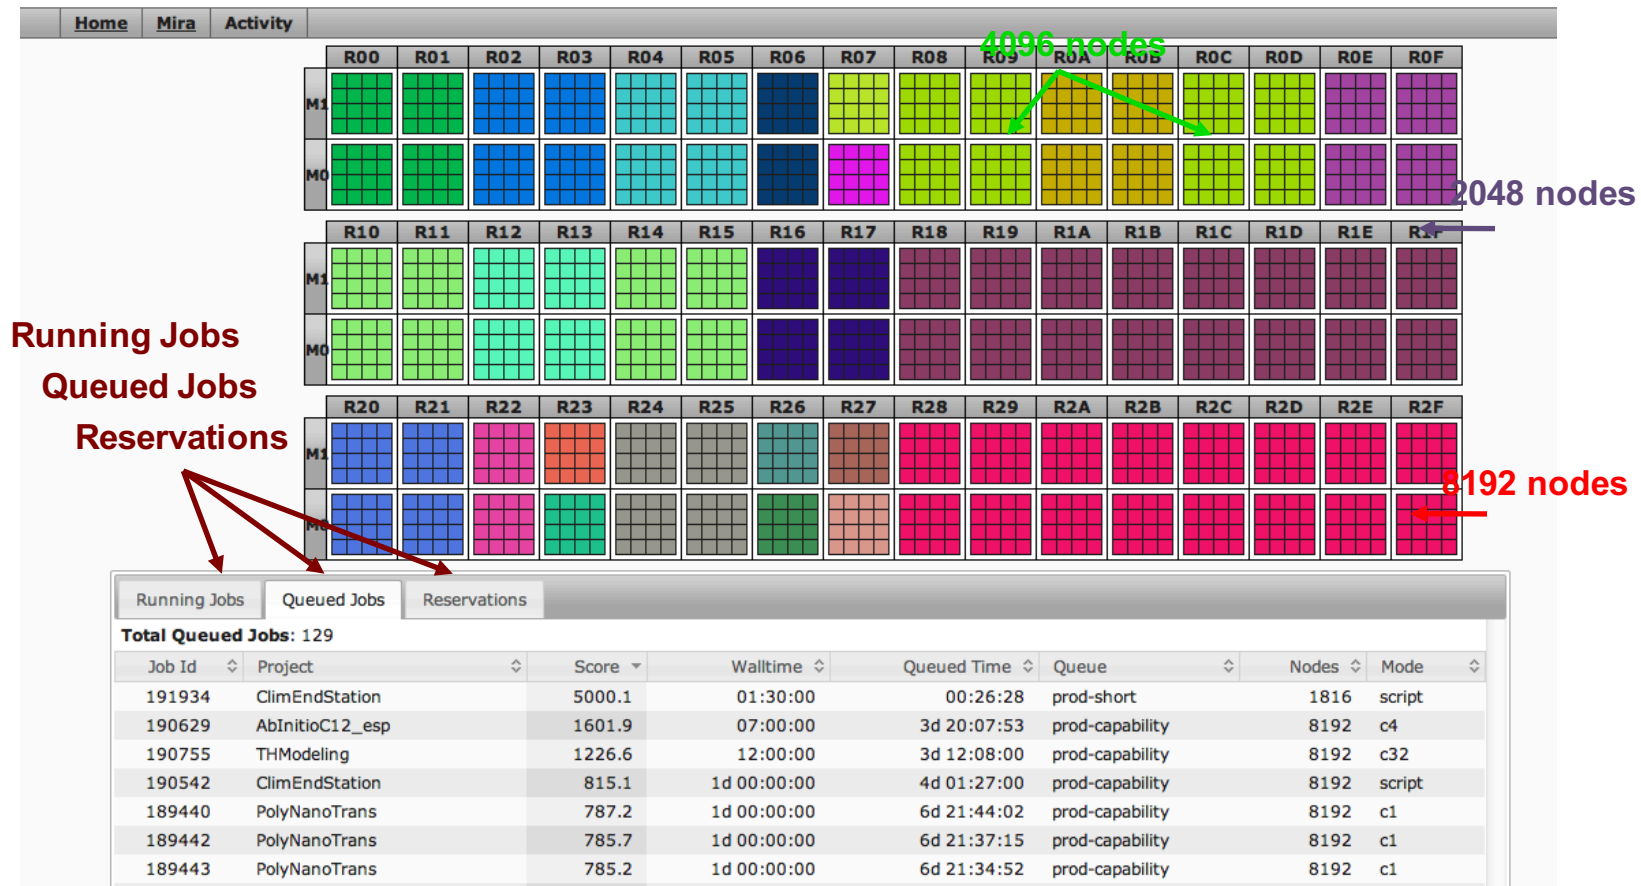 Home Mira Activity
4096 nodes
R00 R01 R02 R03 R04 R05 R06 R07 R08 R09 R0A R0B R0C R0D R0E R0F
M1
M0
2048 nodes
R10 R11 R12 R13 R14 R15 R16 R17 R18 R19 R1A R1B R1C R1D R1E R1F
M1
M0
Running Jobs
Queued Jobs
Reservations
R20 R21 R22 R23 R24 R25 R26 R27 R28 R29 R2A R2B R2C R2D R2E R2F
M1
M0
8192 nodes
Running Jobs Queued Jobs Reservations
Total Queued Jobs: 129
Job Id Project Score Walltime Queued Time Queue Nodes Mode
191934 ClimEndStation 5000.1 01:30:00 00:26:28 prod-short 1816 script
190629 AbInitioC12_esp 1601.9 07:00:00 3d 20:07:53 prod-capability 8192 c4
190755 THModeling 1226.6 12:00:00 3d 12:08:00 prod-capability 8192 c32
190542 ClimEndStation 815.1 1d 00:00:00 4d 01:27:00 prod-capability 8192 script
189440 PolyNanoTrans 787.2 1d 00:00:00 6d 21:44:02 prod-capability 8192 c1
189442 PolyNanoTrans 785.7 1d 00:00:00 6d 21:37:15 prod-capability 8192 c1
189443 PolyNanoTrans 785.2 1d 00:00:00 6d 21:34:52 prod-capability 8192 c1